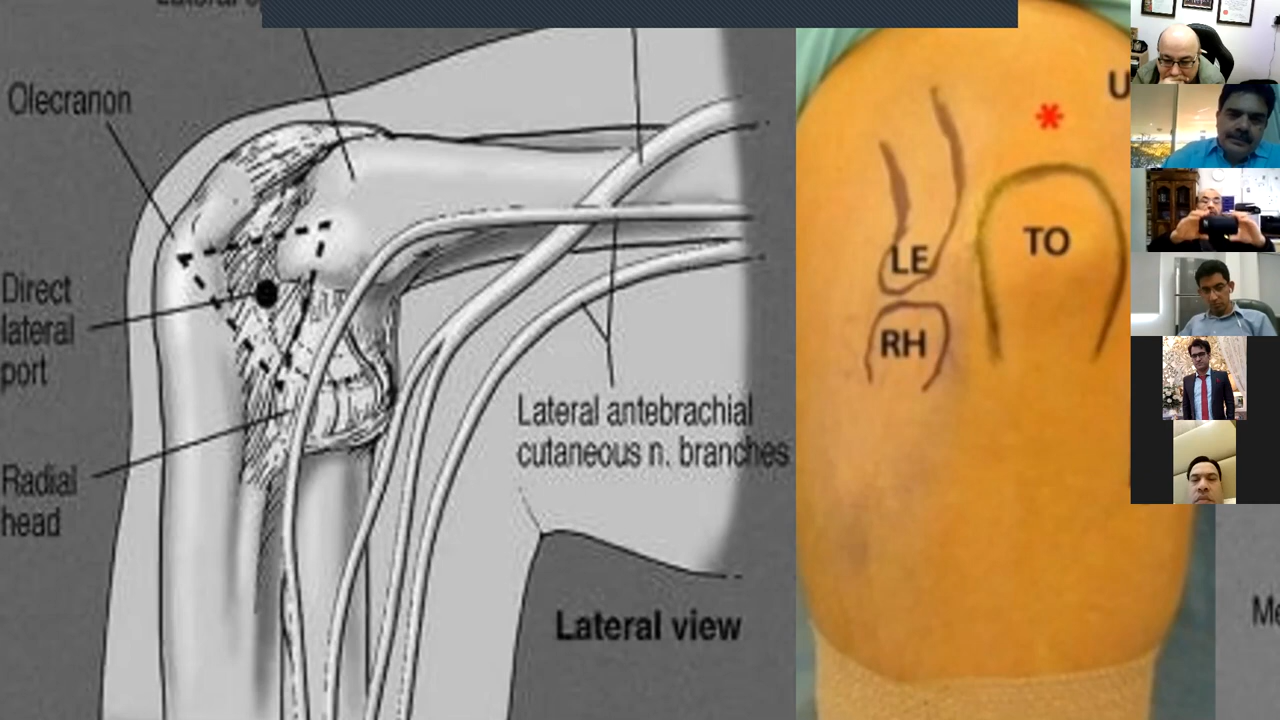 Olecranon
Direct
lateral
port
Radial
head
Lateral antebrachial
cutaneous n. branches
Lateral view
LE
RH
TO
*
U
Me